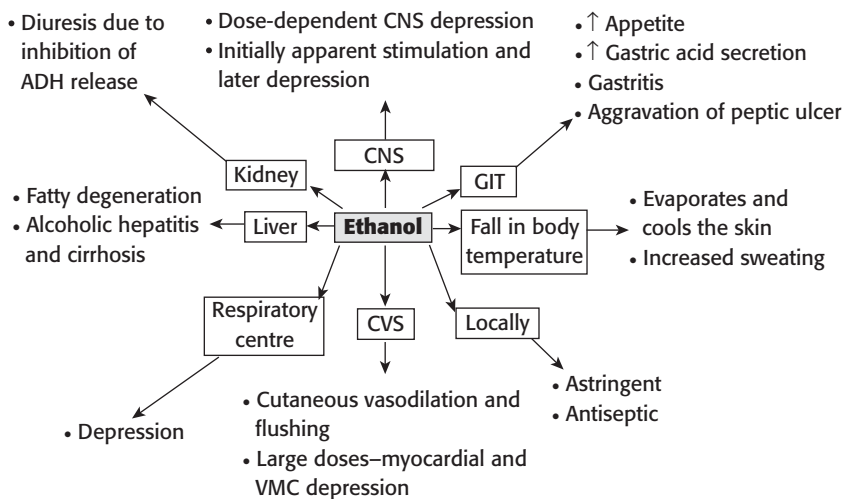 • Diuresis due to
inhibition of
ADH release
• Dose-dependent CNS depression
• Initially apparent stimulation and
later depression
• ↑ Appetite
• ↑ Gastric acid secretion
• Gastritis
• Aggravation of peptic ulcer
CNS
Kidney
GIT
• Fatty degeneration
• Alcoholic hepatitis
and cirrhosis
Liver
Ethanol
Fall in body
temperature
• Evaporates and
cools the skin
• Increased sweating
Respiratory
centre
CVS
Locally
• Astringent
• Antiseptic
• Depression
• Cutaneous vasodilation and
flushing
• Large doses–myocardial and
VMC depression